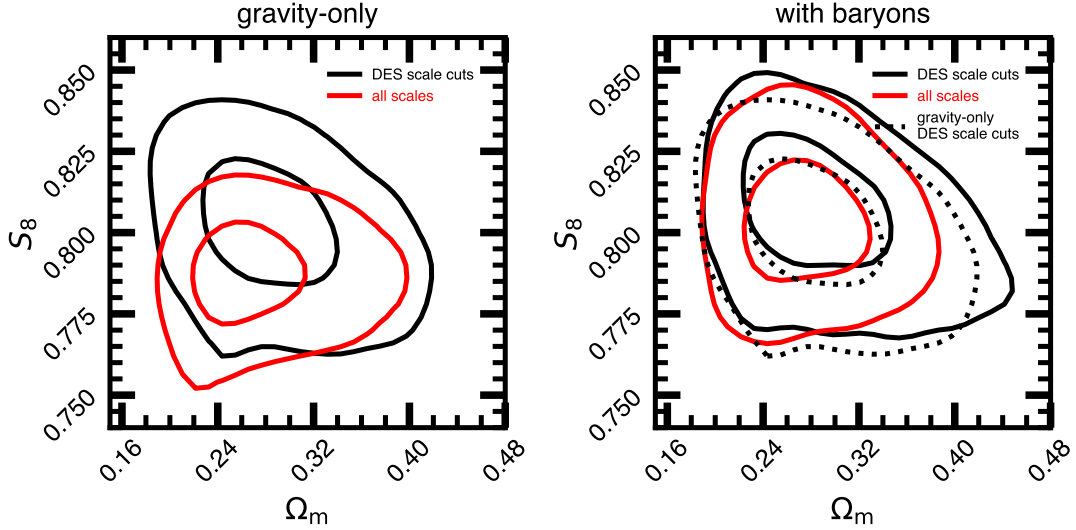 gravity-only
DES scale cuts
all scales
S8
0.850
0.825
0.800
0.775
0.750
0.16
0.24
0.32
0.40
0.48
Ωm
with baryons
DES scale cuts
all scales
gravity-only
DES scale cuts
S8
0.850
0.825
0.800
0.775
0.750
0.16
0.24
0.32
0.40
0.48
Ωm